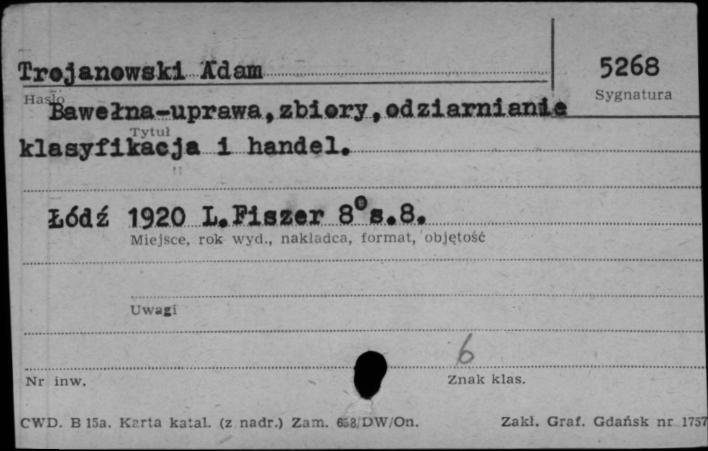 Trojanowski Adam
5268
Hasło
Sygnatura
Bawełna-uprawa,zbiory,odziarnianie
Tytuł
klasyfikacja i handel.
Łódź 1920 L.Fiszer 8°s.8.
Miejsce, rok wyd., nakładca, format, objętość
Uwagi
6
Nr inw.
Znak klas.
CWD. B 15a. Karta katal. (z nadr.) Zam. 658/DW/On.
Zakł. Graf. Gdańsk nr 1757